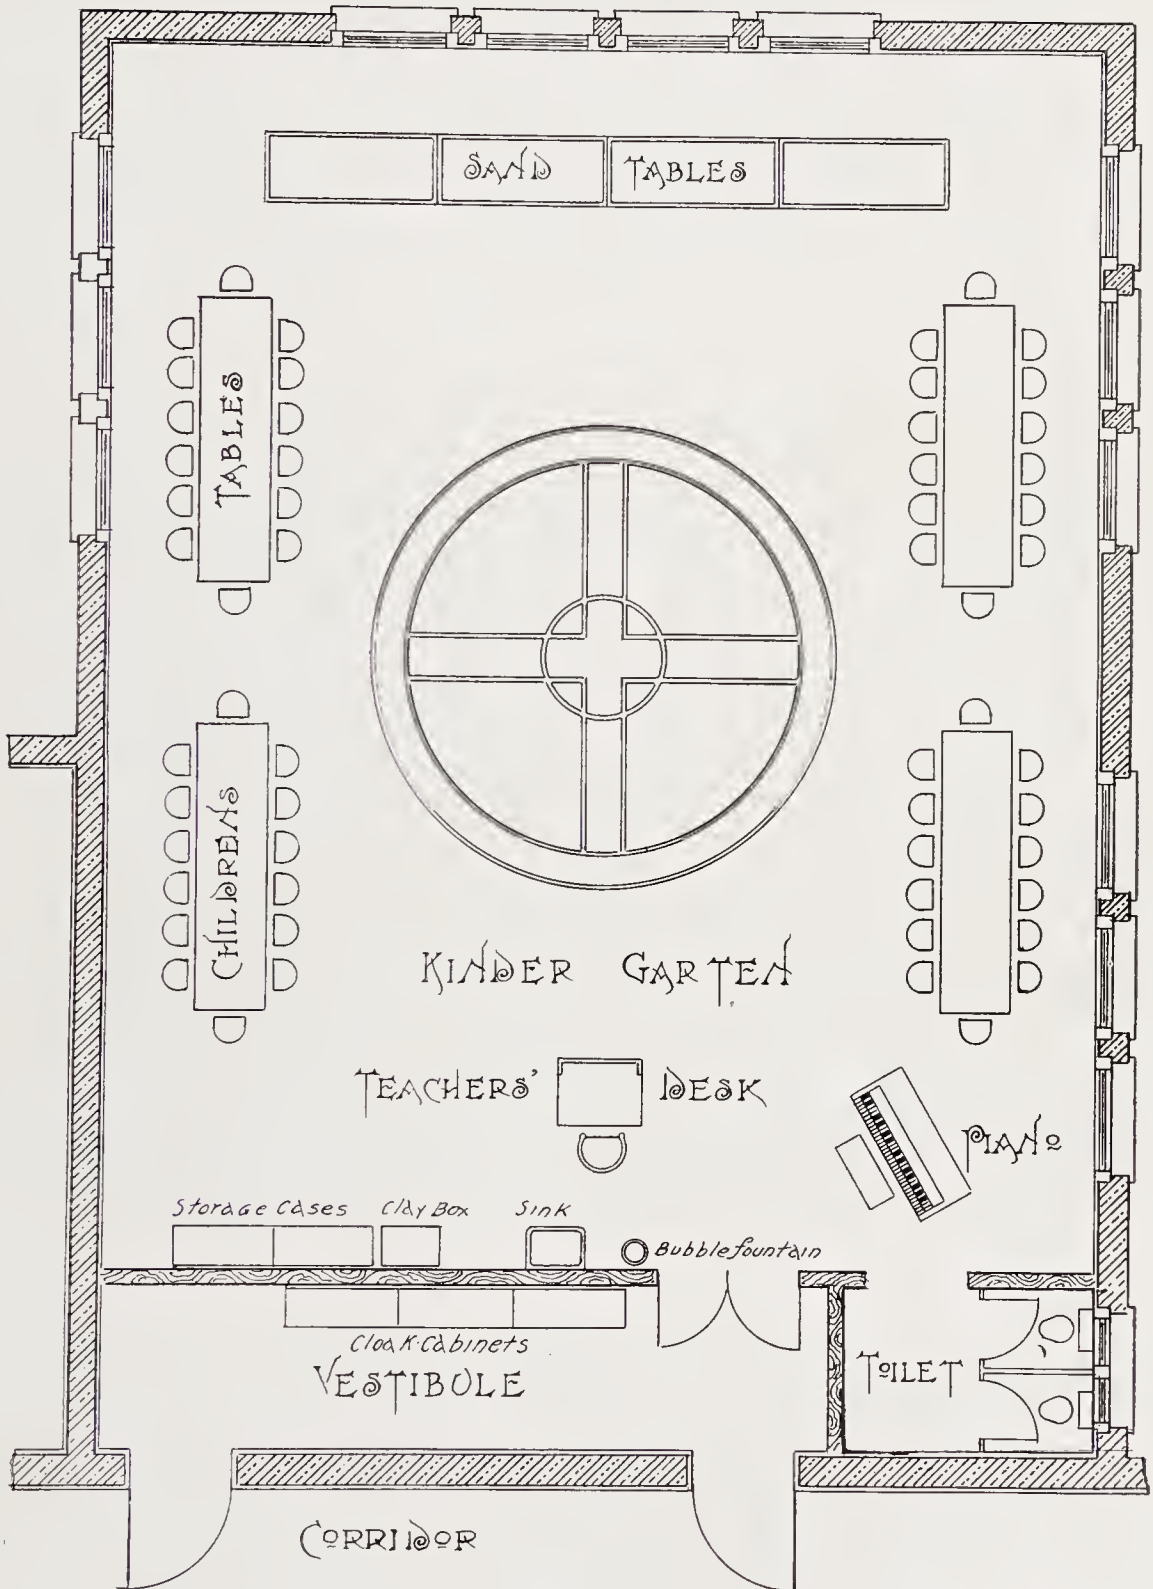 SAND TABLES
TABLES
CHILDRENS
KINDER GARTEN
TEACHERS' DESK
PIANO
Storage Cases
Clay Box
Sink
Bubble fountain
Cloak-Cabinets
VESTIBULE
TOILET
CORRIDOR